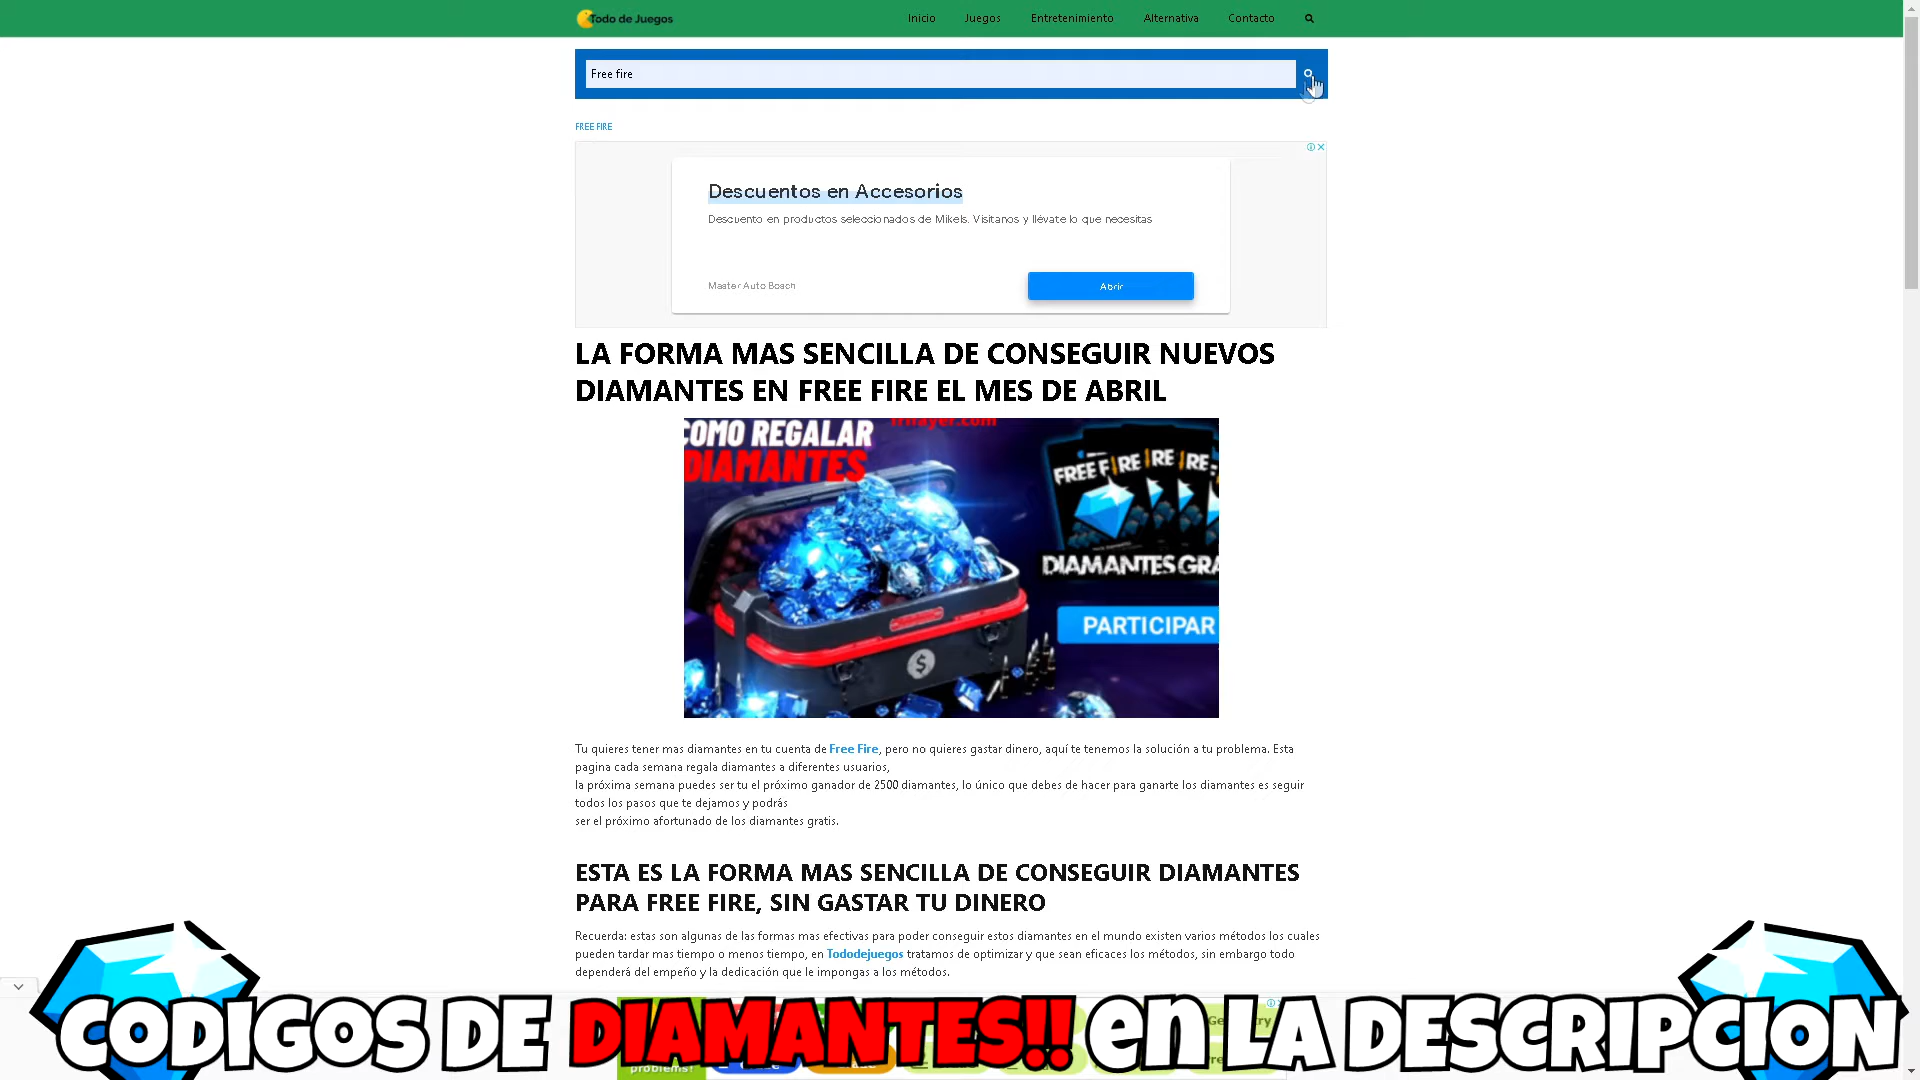 Todo de Juegos
Inicio
Juegos
Entretenimiento
Alternativa
Contacto
Free fire
FREE FIRE
Descuentos en Accesorios
Descuento en productos seleccionados de Mikels. Visitanos y llévate lo que necesitas
Master Auto Bosch
Abrir
LA FORMA MAS SENCILLA DE CONSEGUIR NUEVOS
DIAMANTES EN FREE FIRE EL MES DE ABRIL
COMO REGALAR
DIAMANTES
FREE FIRE
DIAMANTES GRA
PARTICIPAR
$
Tu quieres tener mas diamantes en tu cuenta de Free Fire, pero no quieres gastar dinero, aquí te tenemos la solución a tu problema. Esta
pagina cada semana regala diamantes a diferentes usuarios,
la próxima semana puedes ser tu el próximo ganador de 2500 diamantes, lo único que debes de hacer para ganarte los diamantes es seguir
todos los pasos que te dejamos y podrás
ser el próximo afortunado de los diamantes gratis.
ESTA ES LA FORMA MAS SENCILLA DE CONSEGUIR DIAMANTES
PARA FREE FIRE, SIN GASTAR TU DINERO
Recuerda: estas son algunas de las formas mas efectivas para poder conseguir estos diamantes en el mundo existen varios métodos los cuales
pueden tardar mas tiempo o menos tiempo, en Tododejuegos tratamos de optimizar y que sean eficaces los métodos, sin embargo todo
dependerá del empeño y la dedicación que le impongas a los métodos.
CODIGOS DE DIAMANTES!! en LA DESCRIPCION
problems!